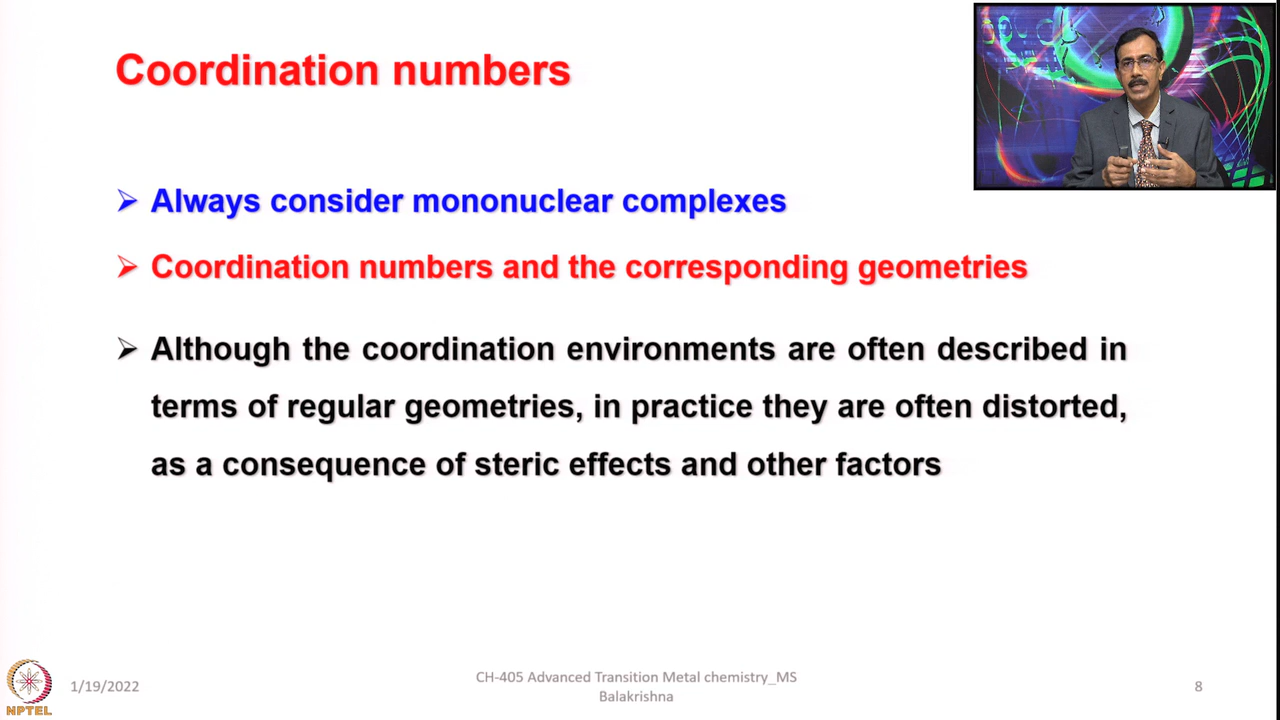 Coordination numbers
Always consider mononuclear complexes
Coordination numbers and the corresponding geometries
Although the coordination environments are often described in
terms of regular geometries, in practice they are often distorted,
as a consequence of steric effects and other factors
NPTEL
1/19/2022
CH-405 Advanced Transition Metal chemistry_MS
Balakrishna
8